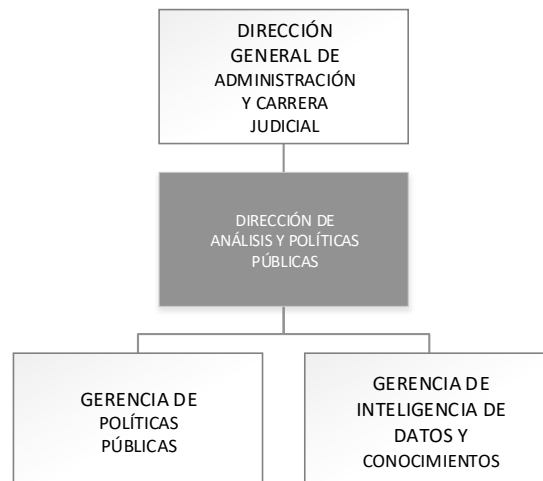 DIRECCIÓN
GENERAL DE
ADMINISTRACIÓN
Y CARRERA
JUDICIAL
DIRECCIÓN DE
ANÁLISIS Y POLÍTICAS
PÚBLICAS
GERENCIA DE
POLÍTICAS
PÚBLICAS
GERENCIA DE
INTELIGENCIA DE
DATOS Y
CONOCIMIENTOS